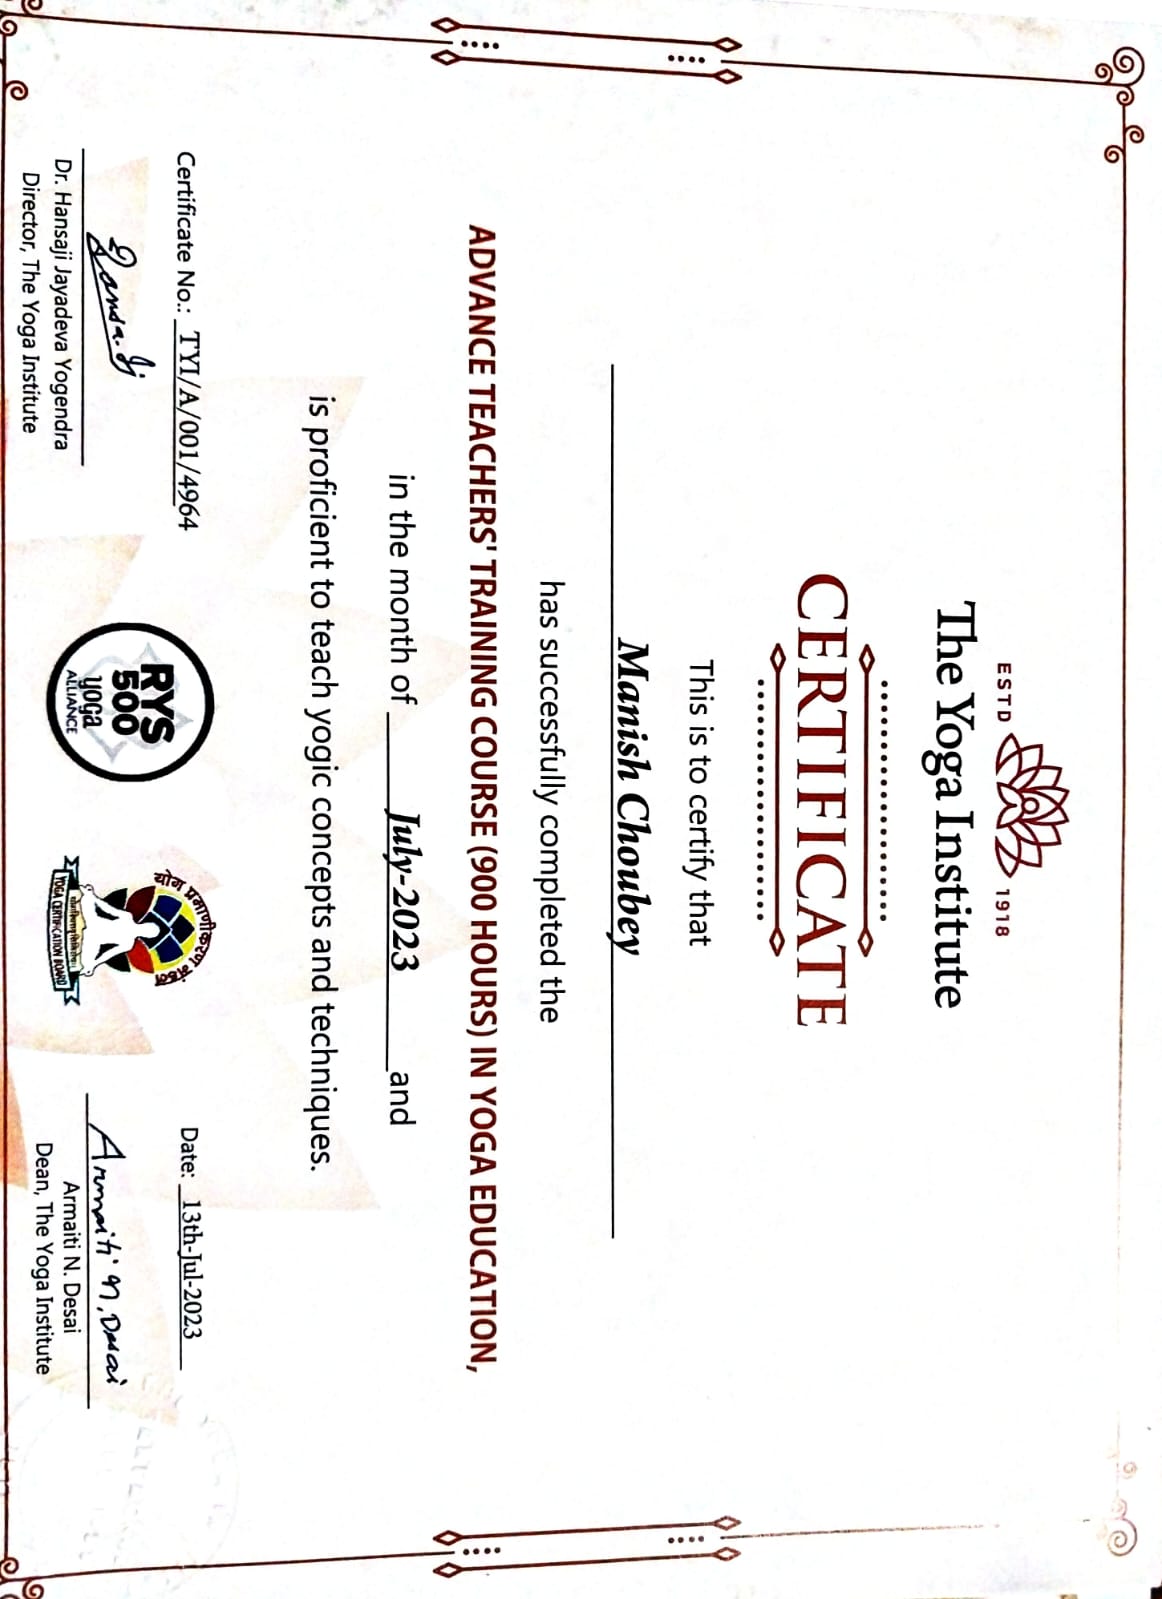 ESTD 1918
The Yoga Institute
CERTIFICATE
This is to certify that
Manish Choubey
has successfully completed the
ADVANCE TEACHERS' TRAINING COURSE (900 HOURS) IN YOGA EDUCATION,
in the month of July-2023 and
is proficient to teach yogic concepts and techniques.
Certificate No.: TYI/A/001/4964
Hansa.Ji
Dr. Hansaji Jayadeva Yogendra
Director, The Yoga Institute
RYS
500
yoga
ALLIANCE
योग प्रमाणीकरण मंडल
YOGA CERTIFICATION BOARD
Date: 13th-Jul-2023
Armaiti N. Desai
Armaiti N. Desai
Dean, The Yoga Institute